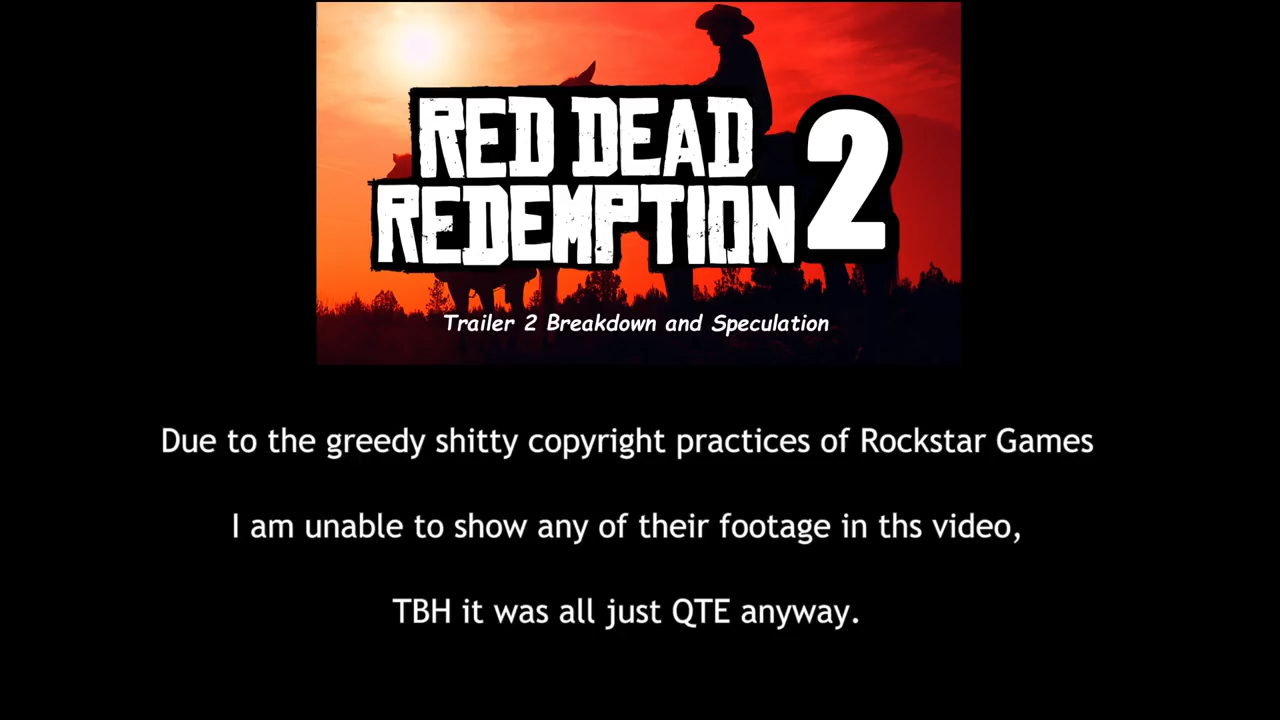 RED DEAD
REDEMPTION 2
Trailer 2 Breakdown and Speculation
Due to the greedy shitty copyright practices of Rockstar Games
I am unable to show any of their footage in ths video,
TBH it was all just QTE anyway.